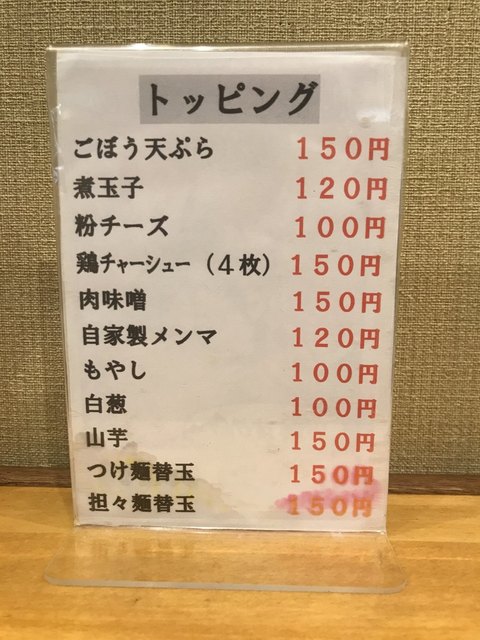 トッピング
ごぼう天ぷら １５０円
煮玉子 １２０円
粉チーズ １００円
鶏チャーシュー（４枚） １５０円
肉味噌 １５０円
自家製メンマ １２０円
もやし １００円
白葱 １００円
山芋 １５０円
つけ麺替玉 １５０円
担々麺替玉 １５０円